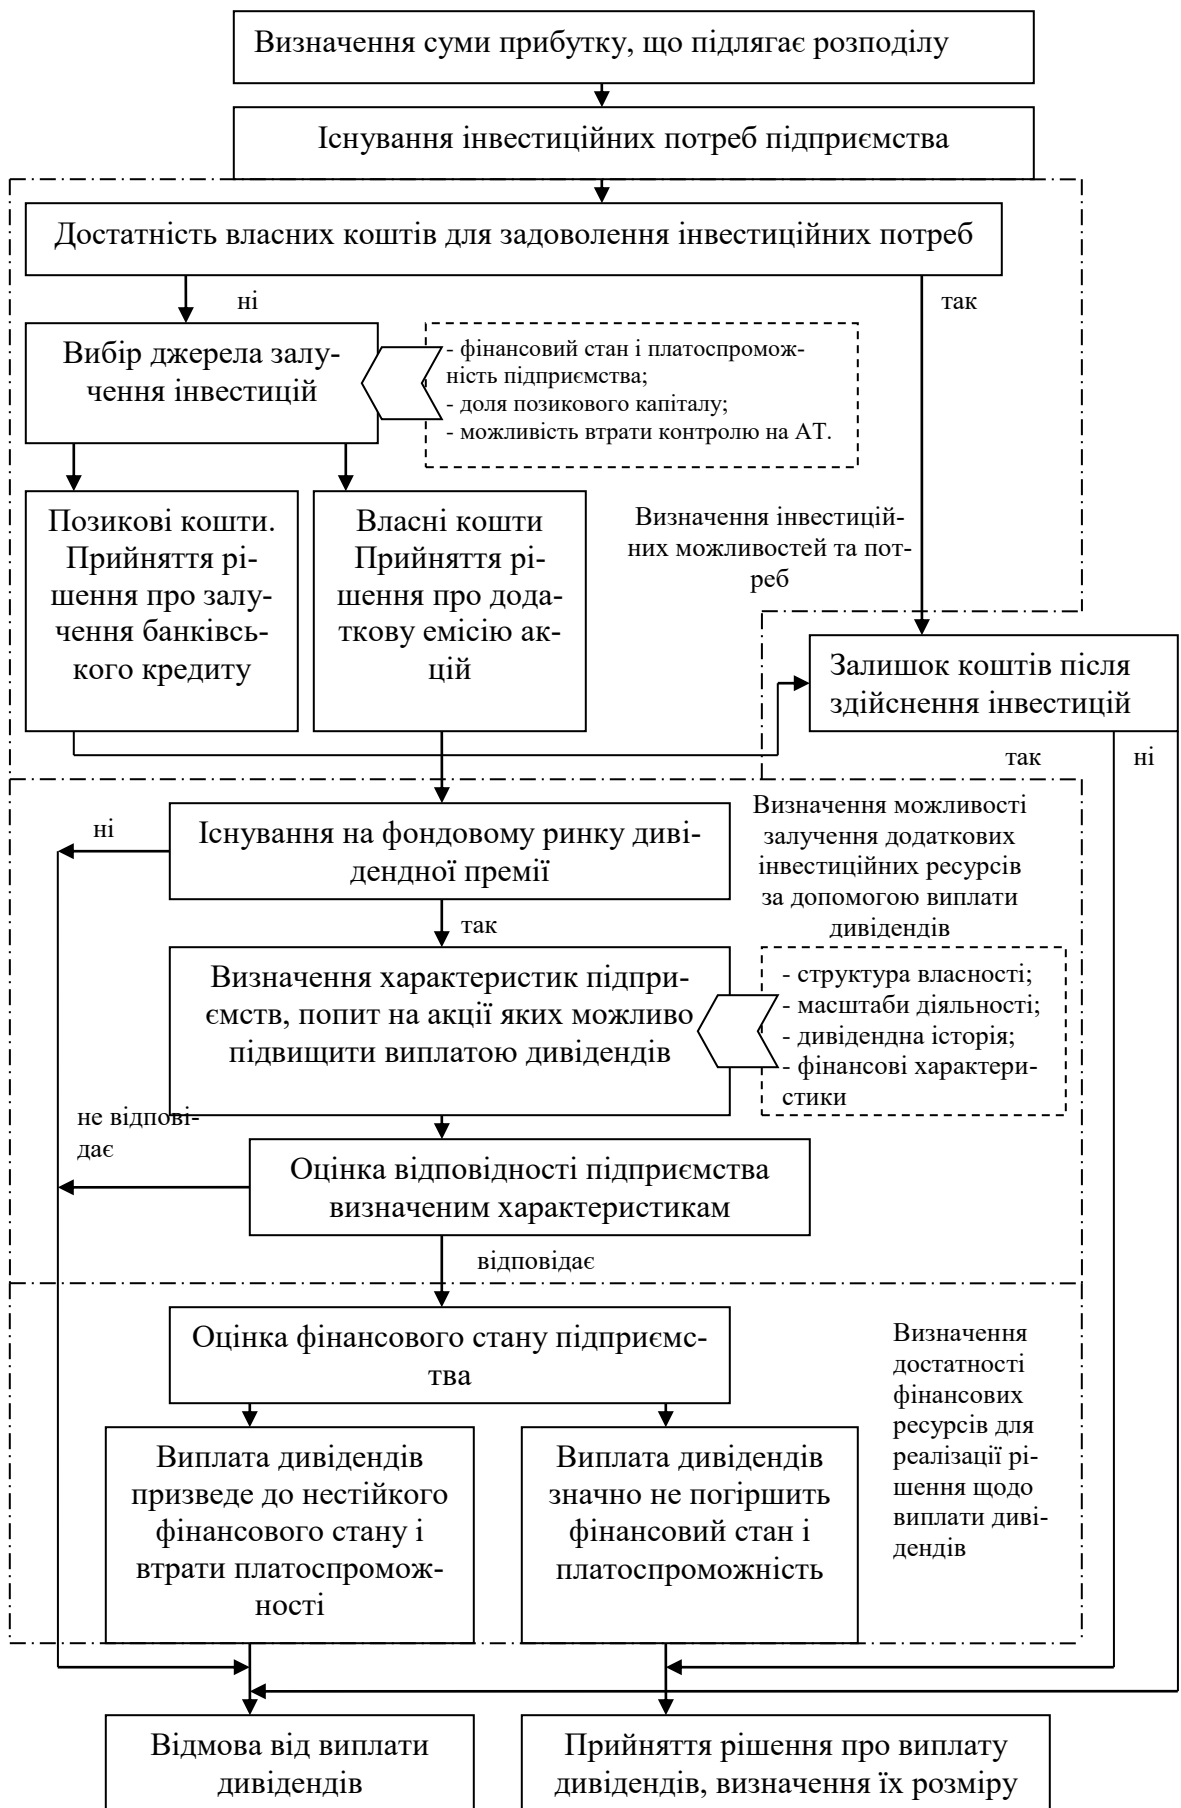 Визначення суми прибутку, що підлягає розподілу
Існування інвестиційних потреб підприємства
Достатність власних коштів для задоволення інвестиційних потреб
ні
так
Вибір джерела залу-
чення інвестицій
- фінансовий стан і платоспромож-
ність підприємства;
- доля позикового капіталу;
- можливість втрати контролю на АТ.
Позикові кошти.
Прийняття рі-
шення про залу-
чення банківсь-
кого кредиту
Власні кошти
Прийняття рі-
шення про дода-
ткову емісію ак-
цій
Визначення інвестицій-
них можливостей та пот-
реб
Залишок коштів після
здійснення інвестицій
так
ні
Існування на фондовому ринку диві-
дендної премії
ні
так
Визначення можливості
залучення додаткових
інвестиційних ресурсів
за допомогою виплати
дивідендів
Визначення характеристик підпри-
ємств, попит на акції яких можливо
підвищити виплатою дивідендів
- структура власності;
- масштаби діяльності;
- дивідендна історія;
- фінансові характери-
стики
не відпові-
дає
Оцінка відповідності підприємства
визначеним характеристикам
відповідає
Оцінка фінансового стану підприємс-
тва
Визначення
достатності
фінансових
ресурсів для
реалізації рі-
шення щодо
виплати диві-
дендів
Виплата дивідендів
призведе до нестійкого
фінансового стану і
втрати платоспромож-
ності
Виплата дивідендів
значно не погіршить
фінансовий стан і
платоспроможність
Відмова від виплати
дивідендів
Прийняття рішення про виплату
дивідендів, визначення їх розміру